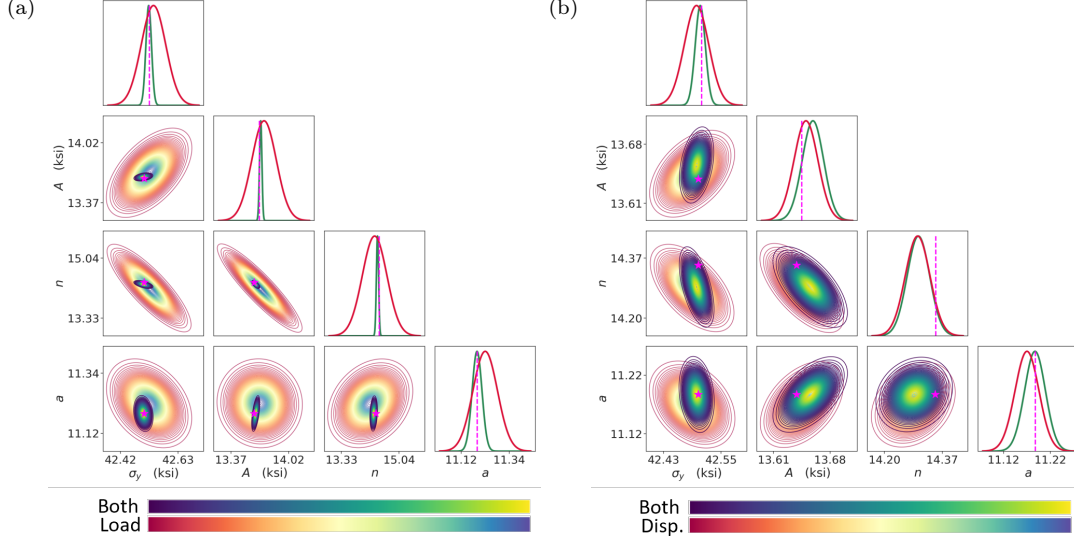 (a)
(b)
14.02
13.37
A (ksi)
15.04
13.33
n
11.34
11.12
a
42.42 42.63
σy (ksi)
13.37 14.02
A (ksi)
13.33 15.04
n
11.12 11.34
a
13.68
13.61
A (ksi)
14.37
14.20
n
11.22
11.12
a
42.43 42.55
σy (ksi)
13.61 13.68
A (ksi)
14.20 14.37
n
11.12 11.22
a
Both
Load
Both
Disp.